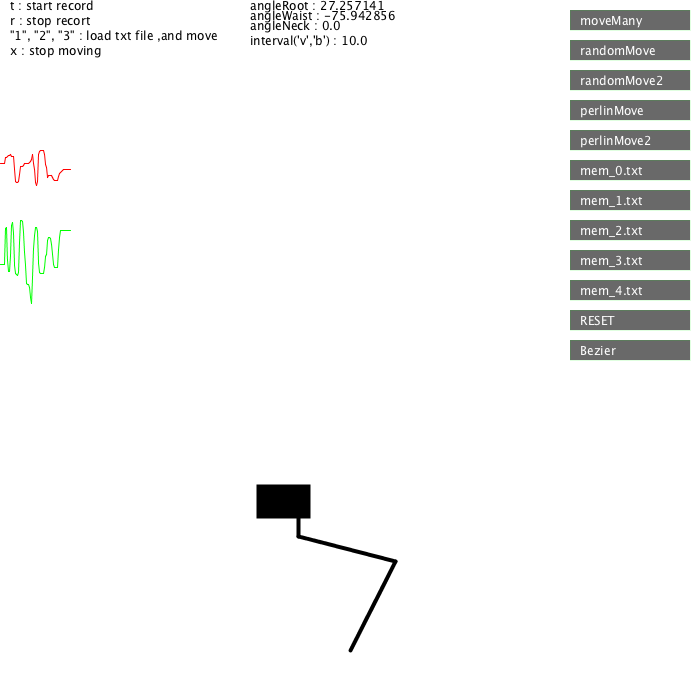 t : start record
r : stop recort
"1", "2", "3" : load txt file ,and move
x : stop moving
angleRoot : 27.257141
angleWaist : -75.942856
angleNeck : 0.0
interval('v','b') : 10.0
moveMany
randomMove
randomMove2
perlinMove
perlinMove2
mem_0.txt
mem_1.txt
mem_2.txt
mem_3.txt
mem_4.txt
RESET
Bezier